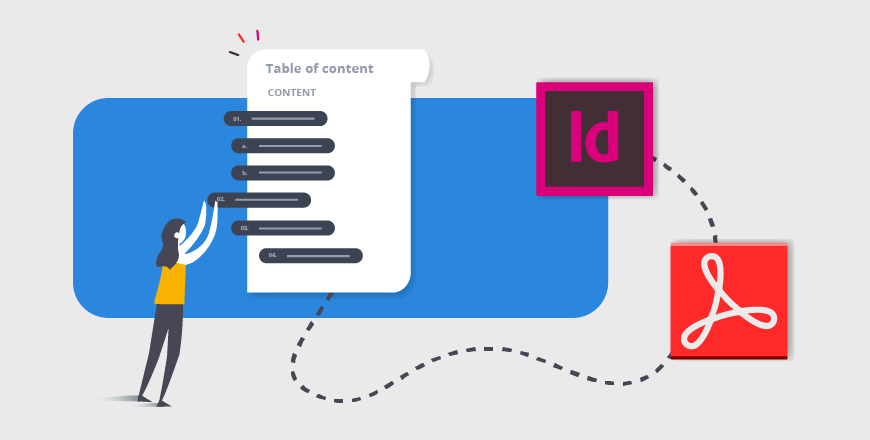 Table of content
CONTENT
01.
a.
b.
02.
03.
04.
Id